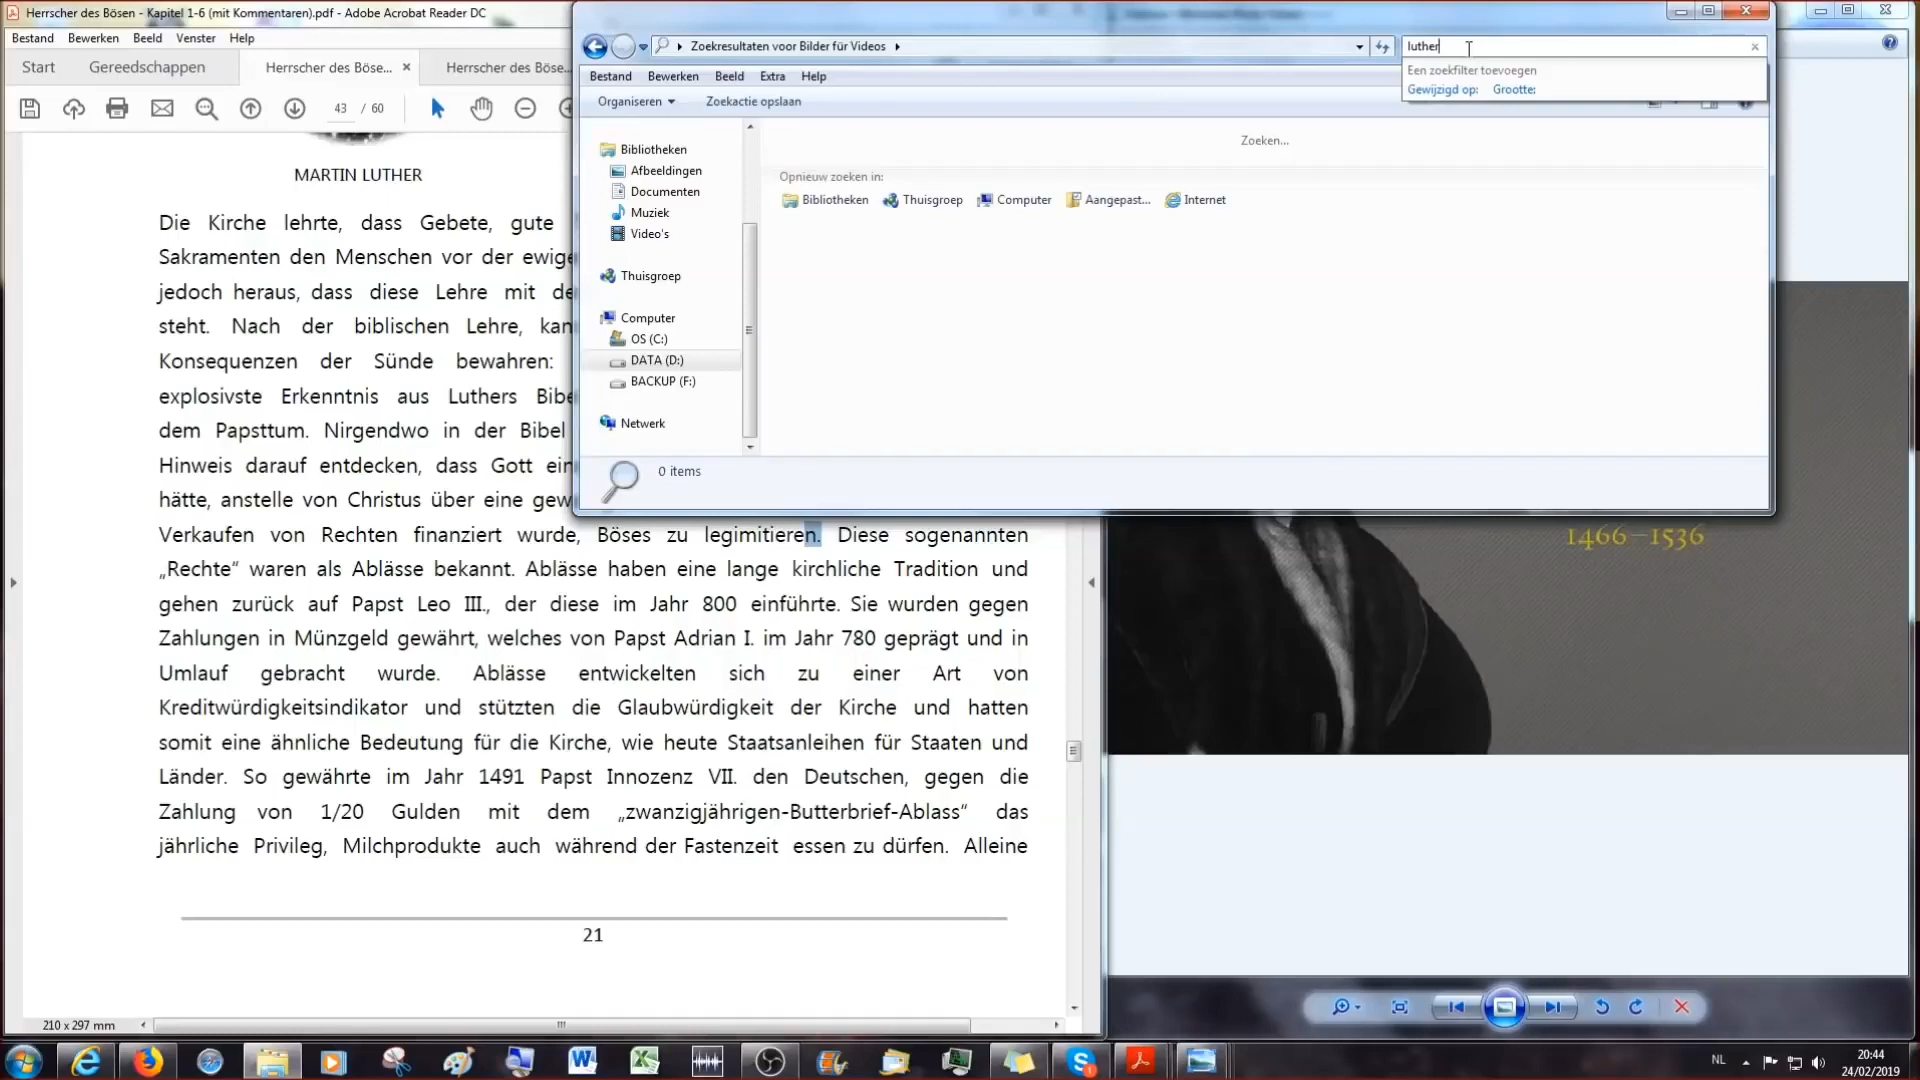 Herrscher des Bösen - Kapitel 1-6 (mit Kommentaren).pdf - Adobe Acrobat Reader DC
Bestand Bewerken Beeld Venster Help
Start Gereedschappen Herrscher des Böse... × Herrscher des Böse...
43 / 60
MARTIN LUTHER
Die Kirche lehrte, dass Gebete, gute
Sakramenten den Menschen vor der ewige
jedoch heraus, dass diese Lehre mit de
steht. Nach der biblischen Lehre, kan
Konsequenzen der Sünde bewahren:
explosivste Erkenntnis aus Luthers Bibe
dem Papsttum. Nirgendwo in der Bibel
Hinweis darauf entdecken, dass Gott ein
hätte, anstelle von Christus über eine gew
Verkaufen von Rechten finanziert wurde, Böses zu legimitieren. Diese sogenannten
„Rechte“ waren als Ablässe bekannt. Ablässe haben eine lange kirchliche Tradition und
gehen zurück auf Papst Leo III., der diese im Jahr 800 einführte. Sie wurden gegen
Zahlungen in Münzgeld gewährt, welches von Papst Adrian I. im Jahr 780 geprägt und in
Umlauf gebracht wurde. Ablässe entwickelten sich zu einer Art von
Kreditwürdigkeitsindikator und stützten die Glaubwürdigkeit der Kirche und hatten
somit eine ähnliche Bedeutung für die Kirche, wie heute Staatsanleihen für Staaten und
Länder. So gewährte im Jahr 1491 Papst Innozenz VII. den Deutschen, gegen die
Zahlung von 1/20 Gulden mit dem „zwanzigjährigen-Butterbrief-Ablass“ das
jährliche Privileg, Milchprodukte auch während der Fastenzeit essen zu dürfen. Alleine
21
210 x 297 mm
Zoekresultaten voor Bilder für Videos
luther
Een zoekfilter toevoegen
Gewijzigd op: Grootte:
Bestand Bewerken Beeld Extra Help
Organiseren Zoekactie opslaan
Bibliotheken
Afbeeldingen
Documenten
Muziek
Video's
Thuisgroep
Computer
OS (C:)
DATA (D:)
BACKUP (F:)
Netwerk
Zoeken...
Opnieuw zoeken in:
Bibliotheken Thuisgroep Computer Aangepast... Internet
0 items
1466–1536
NL
20:44
24/02/2019